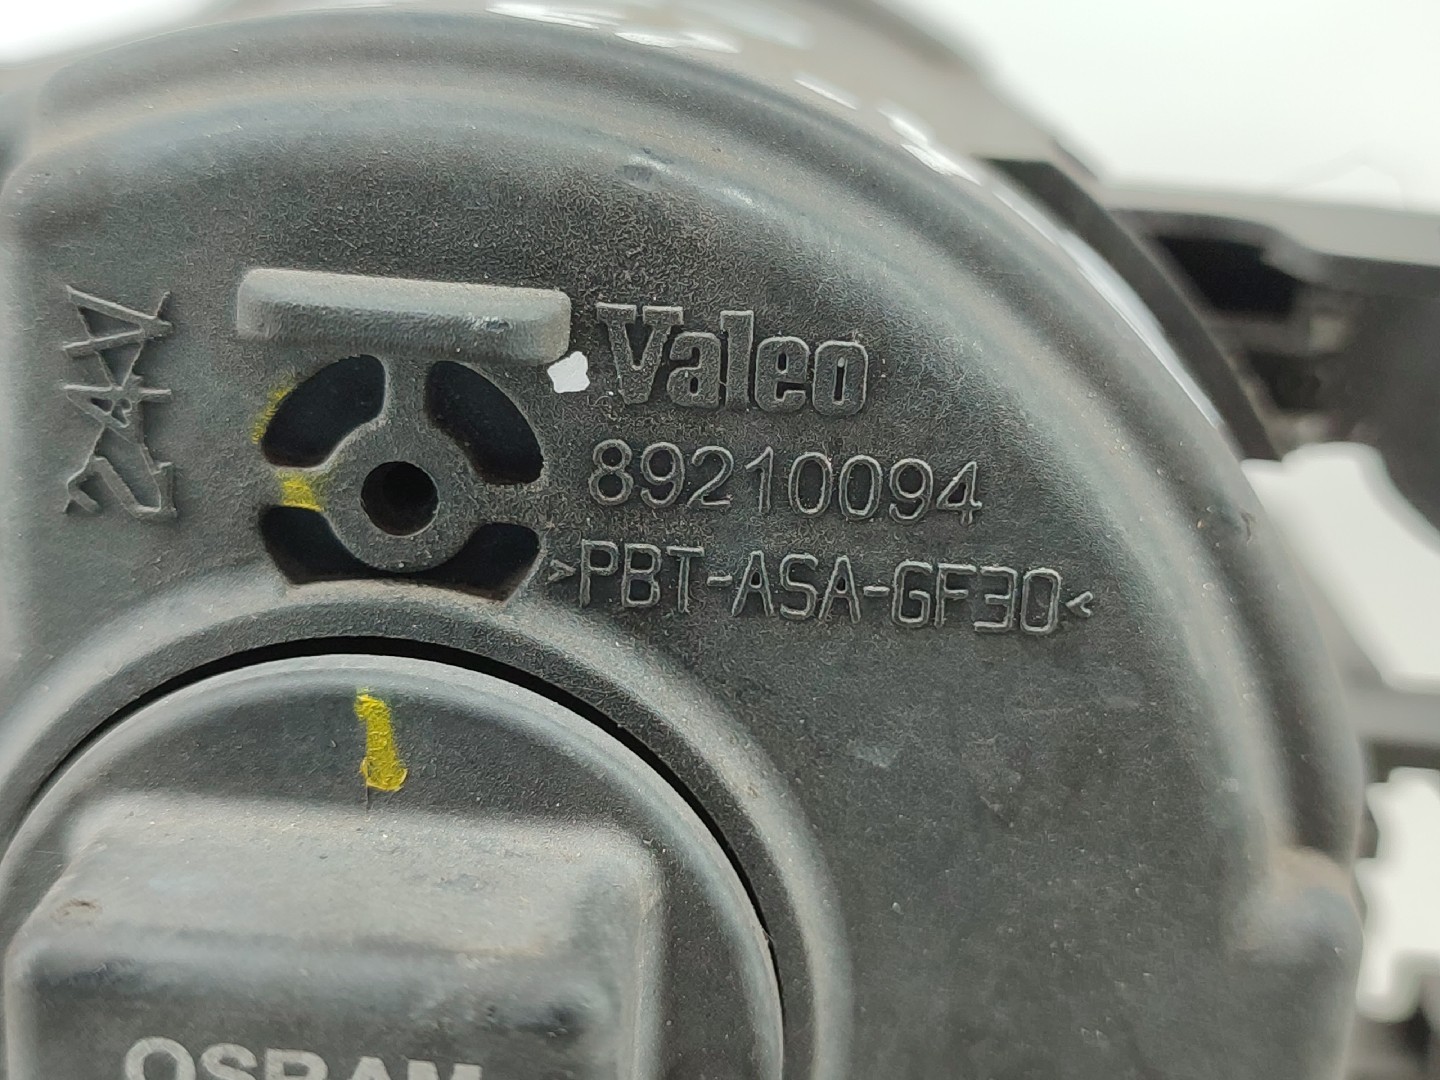 Valeo
89210094
>PBT-ASA-GF30<
OSRAM